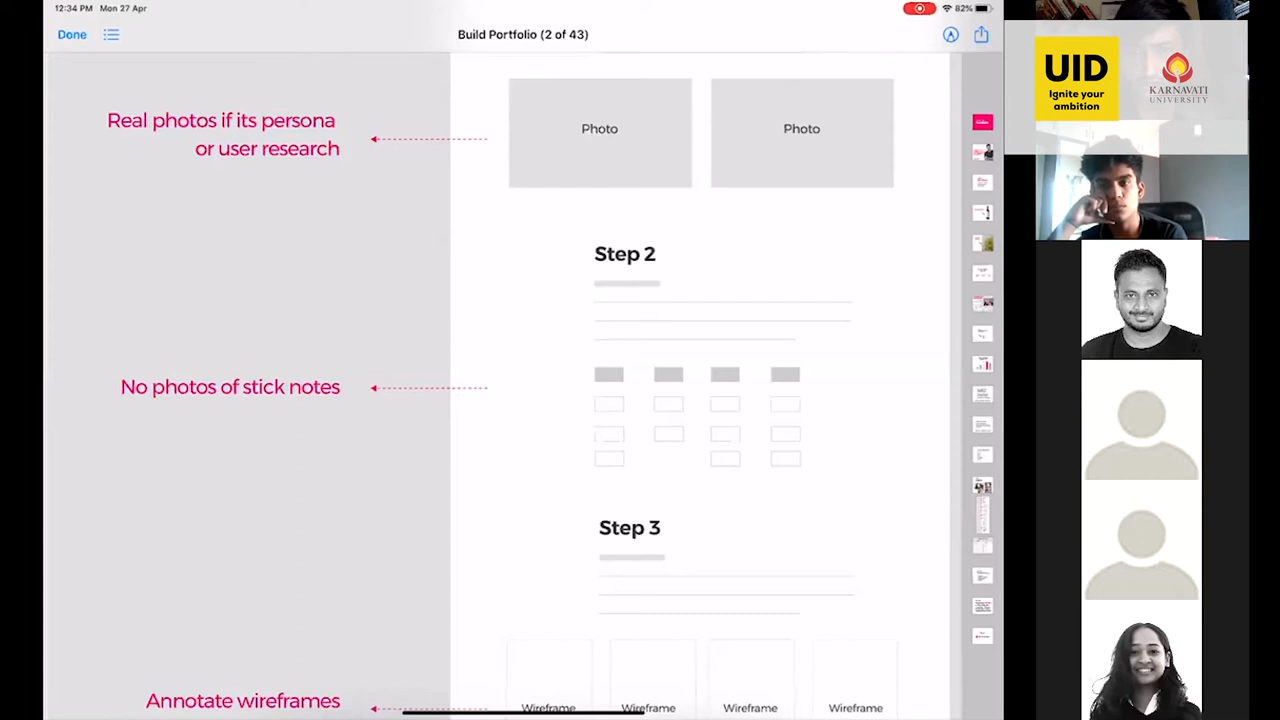 12:34 PM Mon 27 Apr
82%
Done
Build Portfolio (2 of 43)
Real photos if its persona
or user research
Photo
Photo
Step 2
No photos of stick notes
Step 3
Annotate wireframes
Wireframe
Wireframe
Wireframe
Wireframe
UID
Ignite your
ambition
KARNAVATI
UNIVERSITY